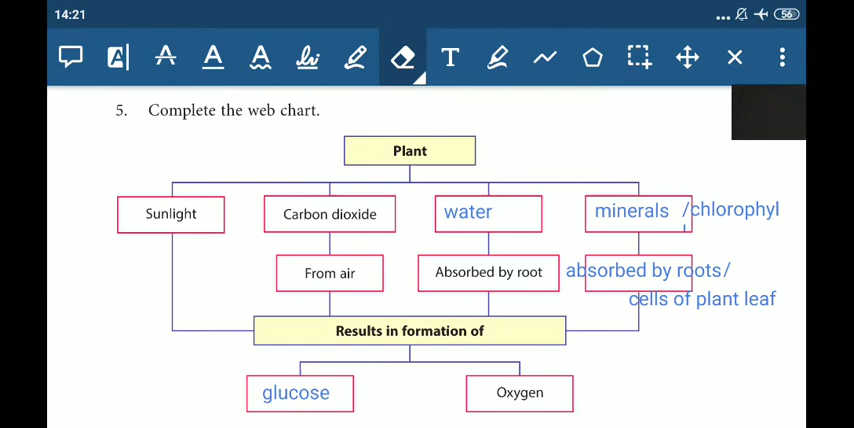 14:21
56
A
A
A
A
T
5. Complete the web chart.
Plant
Sunlight
Carbon dioxide
water
minerals /chlorophyl
l
From air
Absorbed by root
absorbed by roots/
cells of plant leaf
Results in formation of
glucose
Oxygen